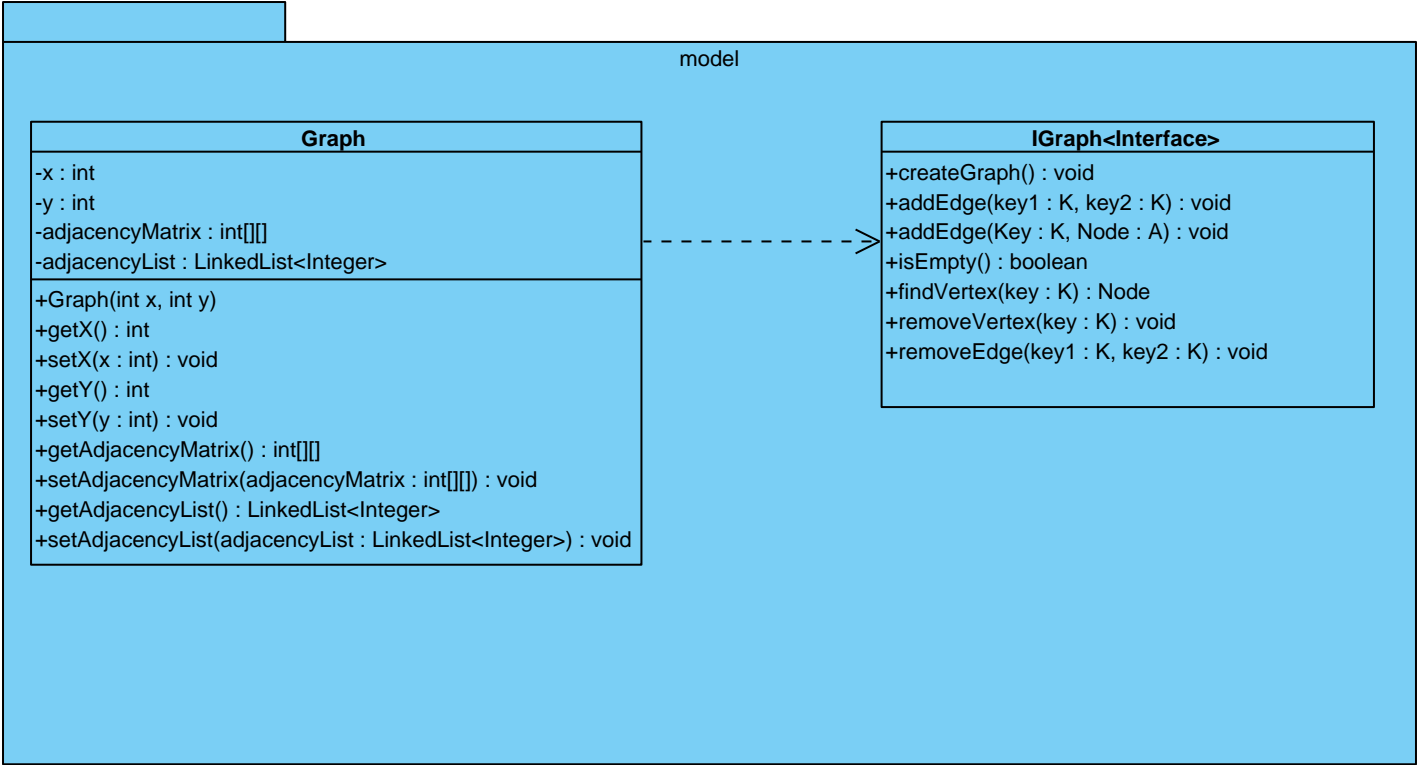 model
Graph
-x : int
-y : int
-adjacencyMatrix : int[][]
-adjacencyList : LinkedList<Integer>
+Graph(int x, int y)
+getX() : int
+setX(x : int) : void
+getY() : int
+setY(y : int) : void
+getAdjacencyMatrix() : int[][]
+setAdjacencyMatrix(adjacencyMatrix : int[][]) : void
+getAdjacencyList() : LinkedList<Integer>
+setAdjacencyList(adjacencyList : LinkedList<Integer>) : void
IGraph<Interface>
+createGraph() : void
+addEdge(key1 : K, key2 : K) : void
+addEdge(Key : K, Node : A) : void
+isEmpty() : boolean
+findVertex(key : K) : Node
+removeVertex(key : K) : void
+removeEdge(key1 : K, key2 : K) : void